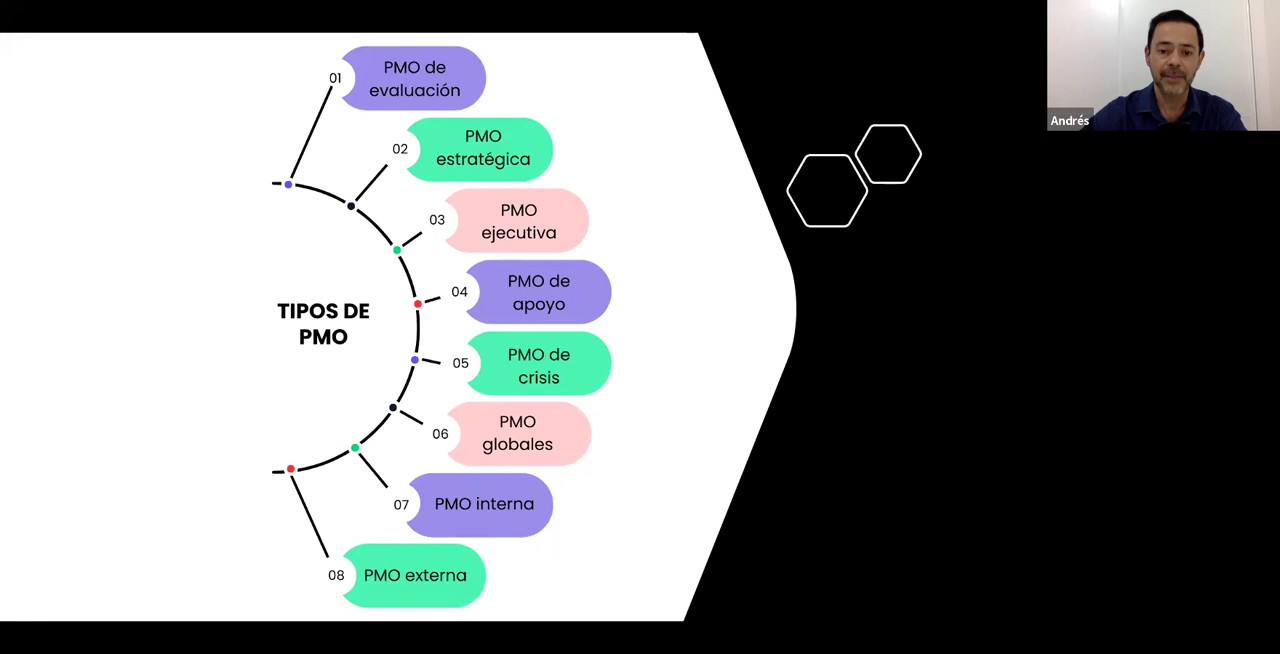 01
PMO de
evaluación
02
PMO
estratégica
03
PMO
ejecutiva
TIPOS DE
PMO
04
PMO de
apoyo
05
PMO de
crisis
06
PMO
globales
07
PMO interna
08
PMO externa
Andrés